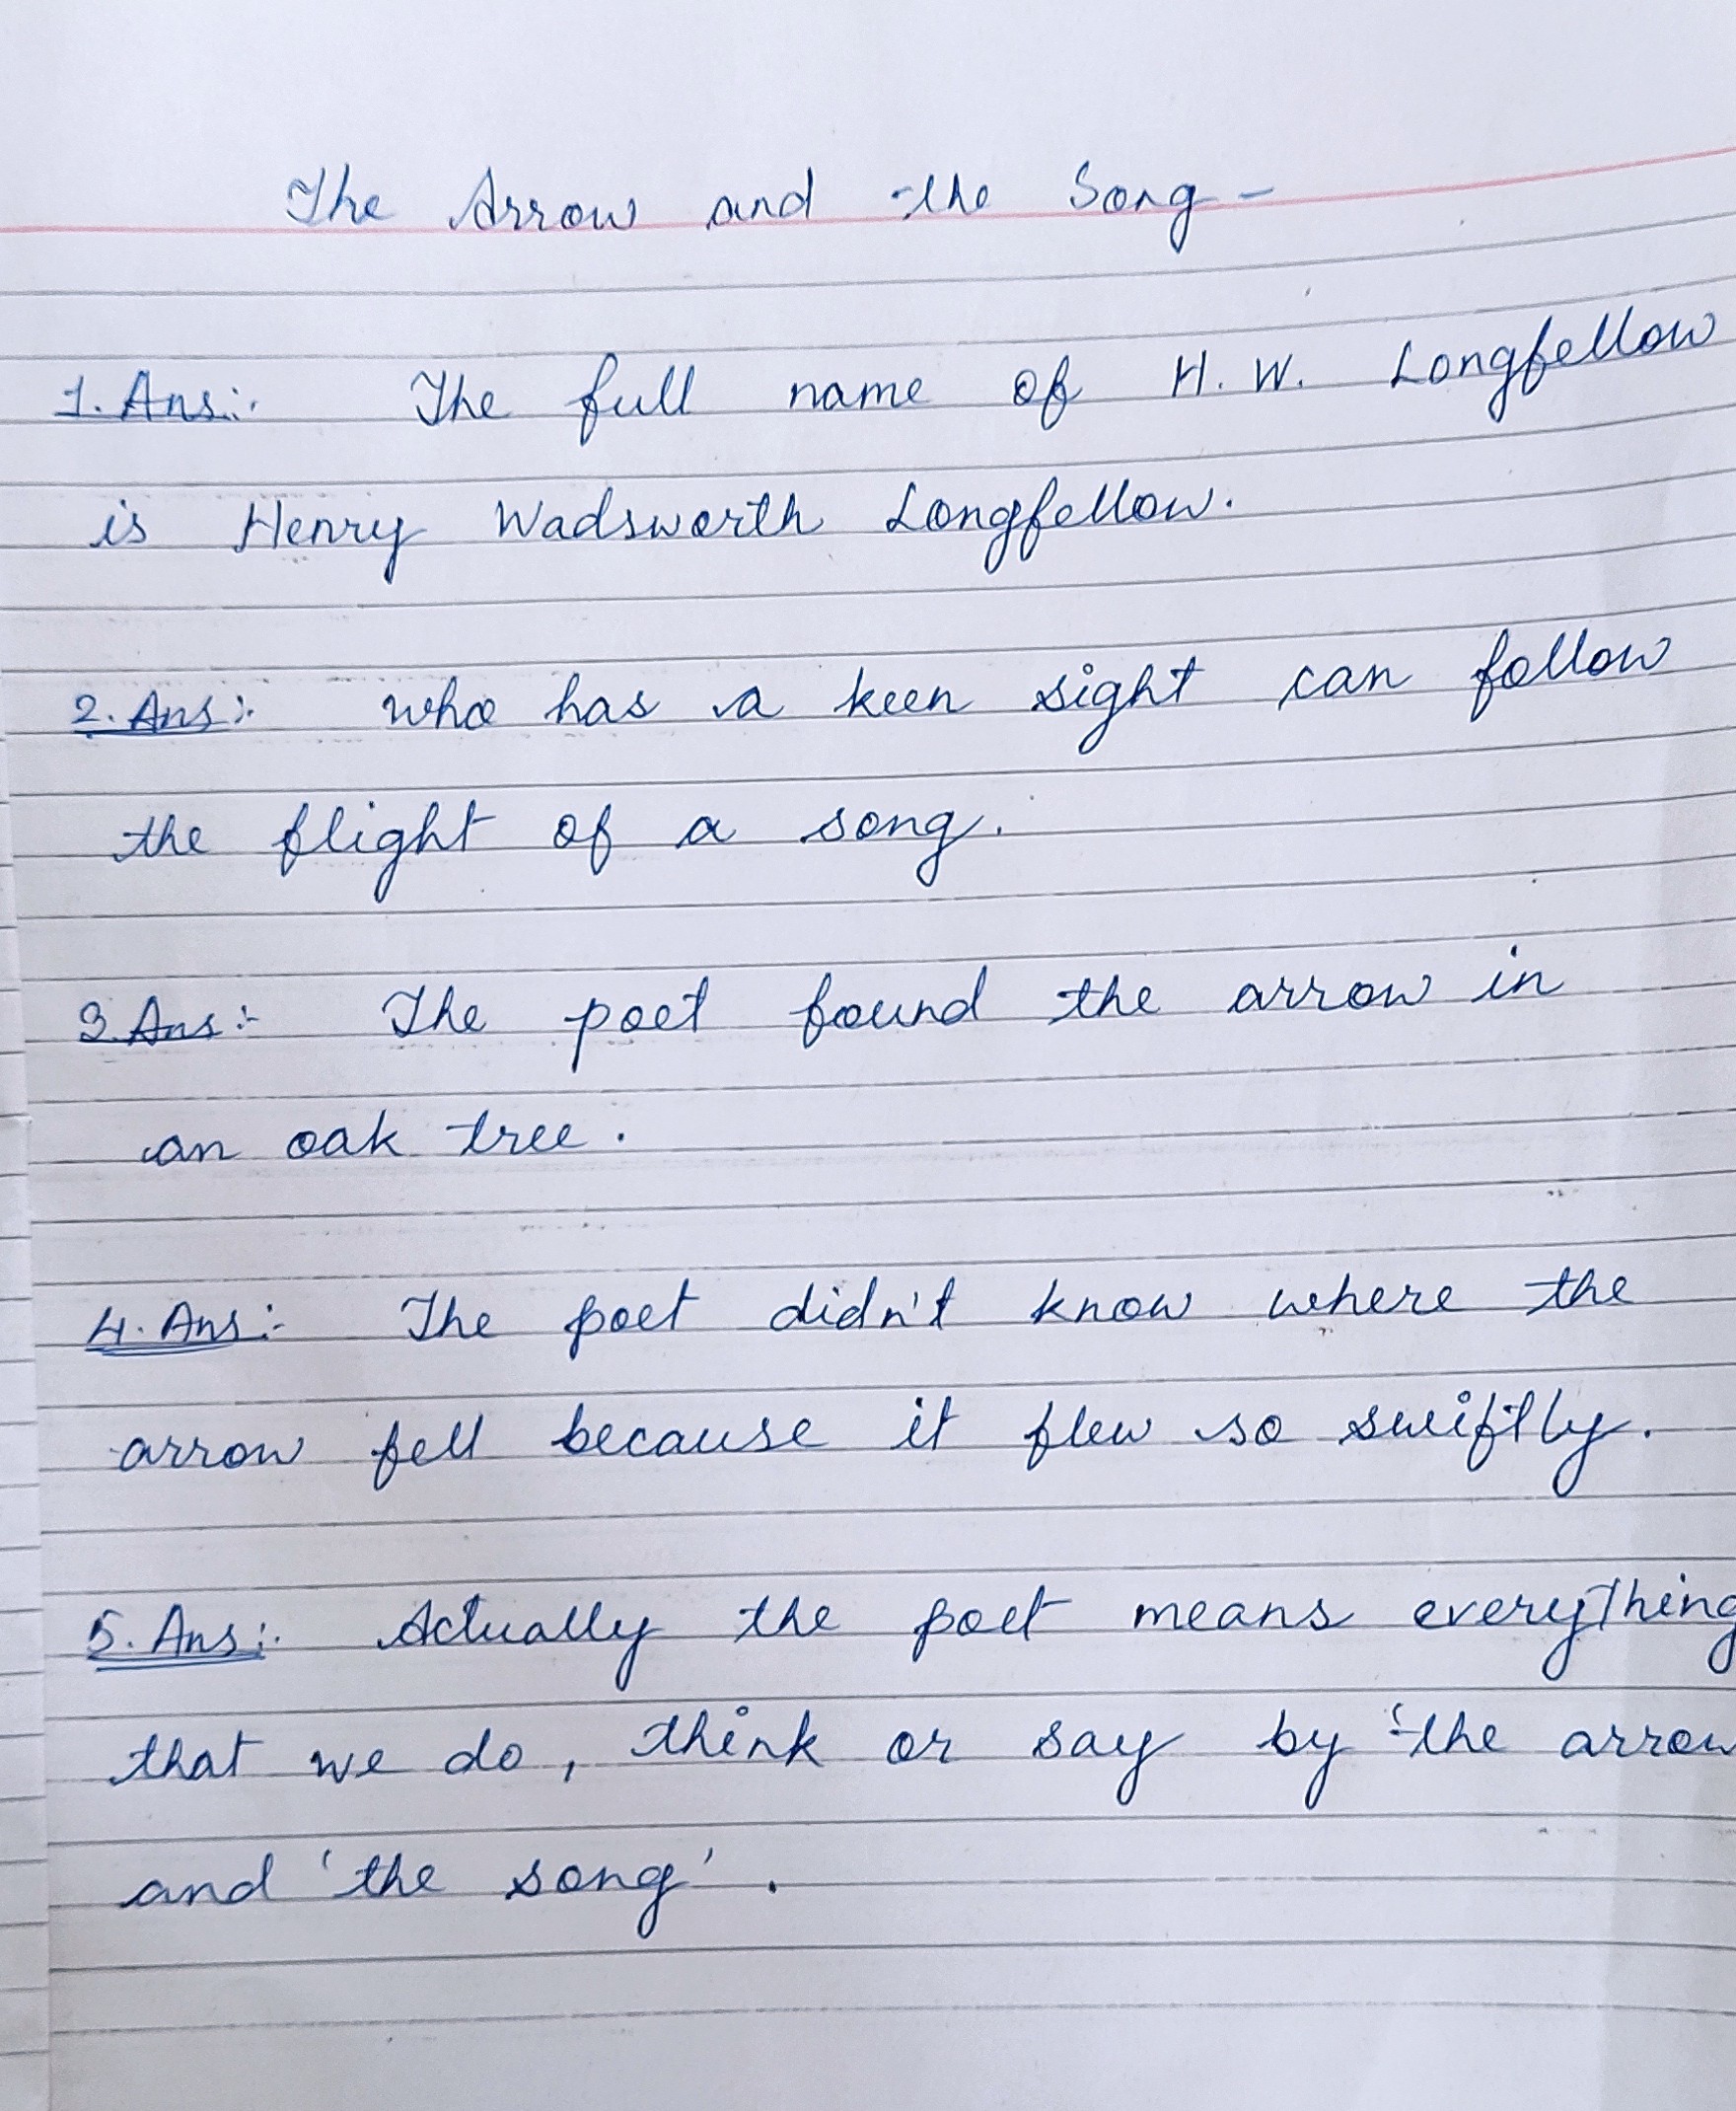 The Arrow and the Song -
1. Ans:- The full name of H. W. Longfellow
is Henry Wadsworth Longfellow.
2. Ans:- who has a keen sight can follow
the flight of a song.
3. Ans:- The poet found the arrow in
an oak tree.
4. Ans:- The poet didn't know where the
arrow fell because it flew so swiftly.
5. Ans:- Actually the poet means everything
that we do, think or say by 'the arrow
and 'the song'.